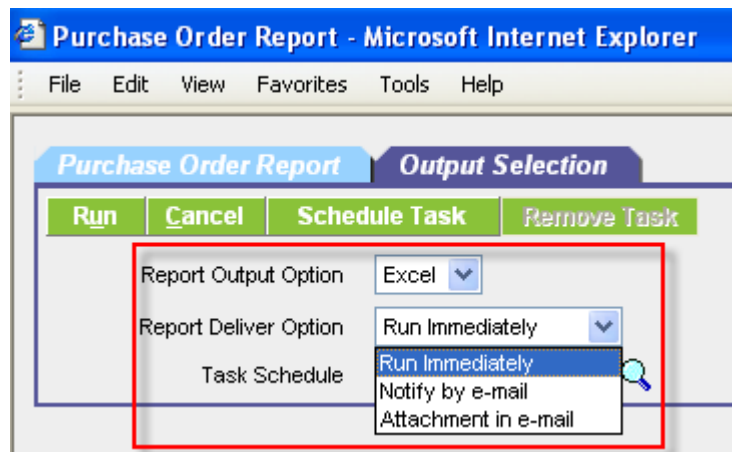 Purchase Order Report - Microsoft Internet Explorer
File Edit View Favorites Tools Help
Purchase Order Report Output Selection
Run Cancel Schedule Task Remove Task
Report Output Option Excel
Report Deliver Option Run Immediately
Task Schedule Run Immediately
Notify by e-mail
Attachment in e-mail